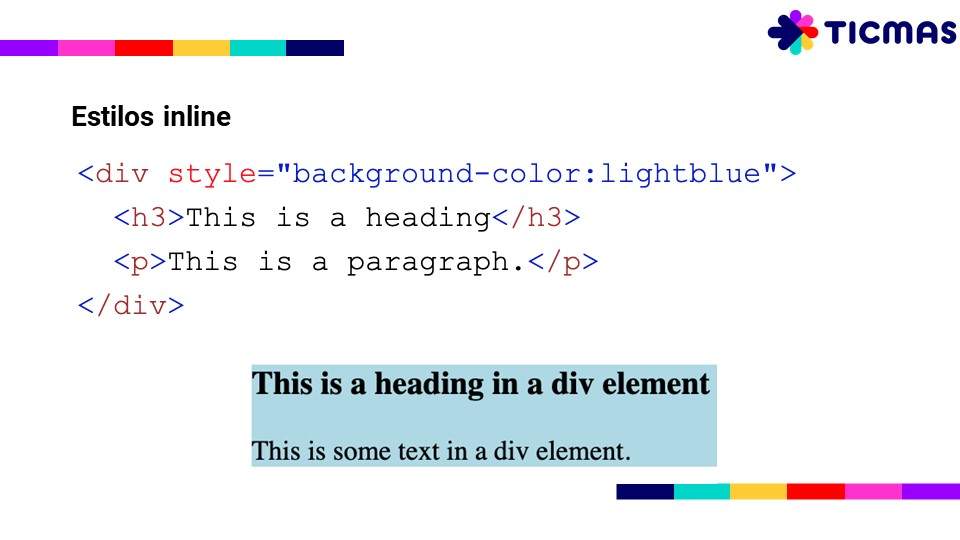 TICMAS
Estilos inline
<div style="background-color:lightblue">
<h3>This is a heading</h3>
<p>This is a paragraph.</p>
</div>
This is a heading in a div element
This is some text in a div element.